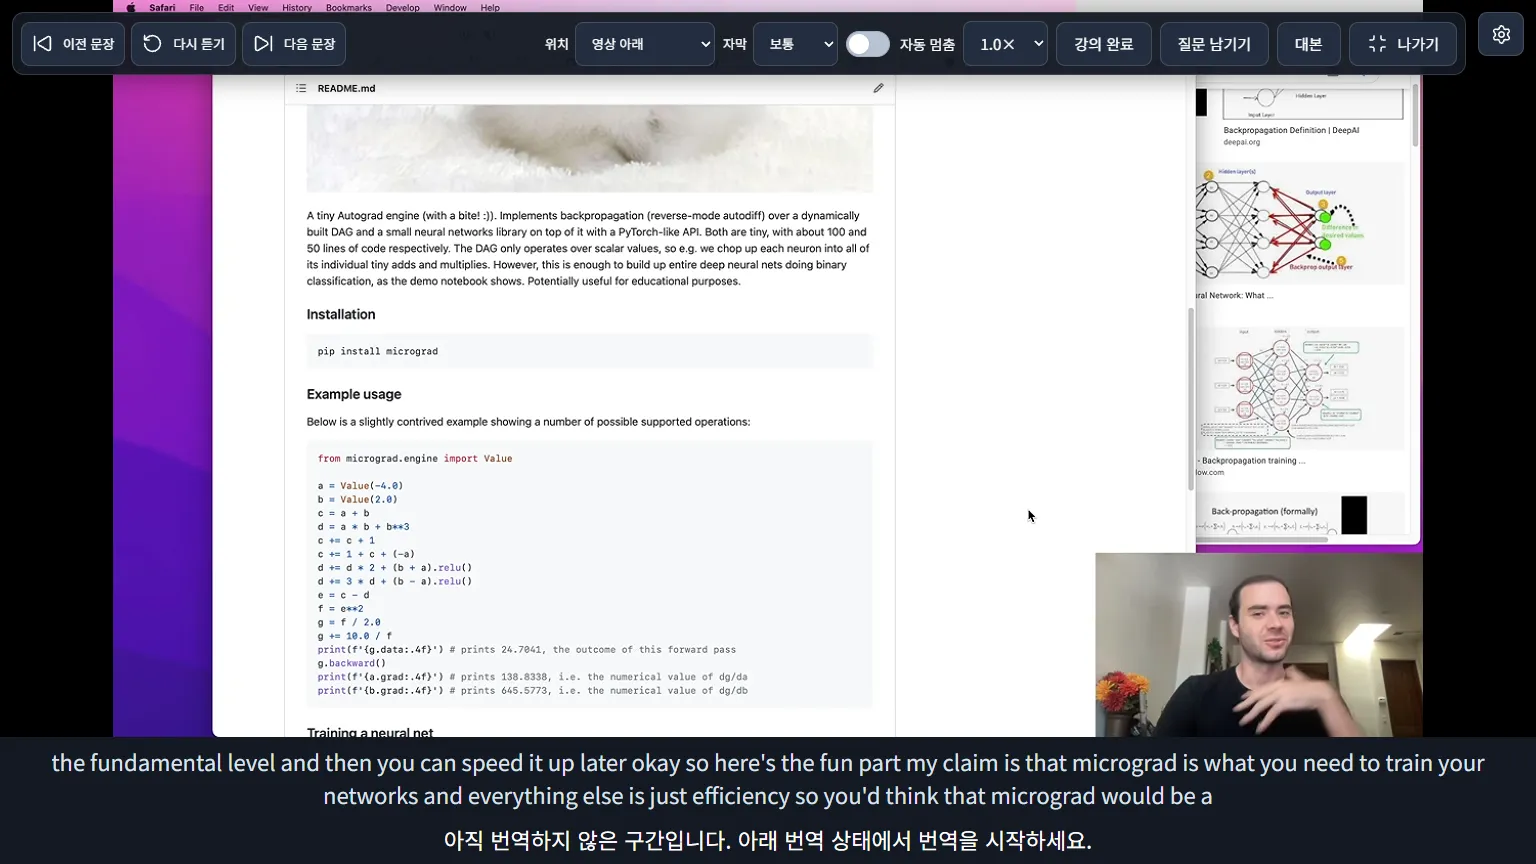 Safari File Edit View History Bookmarks Develop Window Help
이전 문장 다시 듣기 다음 문장 위치 영상 아래 자막 보통 자동 멈춤 1.0× 강의 완료 질문 남기기 대본 나가기
README.md
A tiny Autograd engine (with a bite! :)). Implements backpropagation (reverse-mode autodiff) over a dynamically
built DAG and a small neural networks library on top of it with a PyTorch-like API. Both are tiny, with about 100 and
50 lines of code respectively. The DAG only operates over scalar values, so e.g. we chop up each neuron into all of
its individual tiny adds and multiplies. However, this is enough to build up entire deep neural nets doing binary
classification, as the demo notebook shows. Potentially useful for educational purposes.
Installation
pip install micrograd
Example usage
Below is a slightly contrived example showing a number of possible supported operations:
from micrograd.engine import Value
a = Value(-4.0)
b = Value(2.0)
c = a + b
d = a * b + b**3
c += c + 1
c += 1 + c + (-a)
d += d * 2 + (b + a).relu()
d += 3 * d + (b - a).relu()
e = c - d
f = e**2
g = f / 2.0
g += 10.0 / f
print(f'{g.data:.4f}') # prints 24.7041, the outcome of this forward pass
g.backward()
print(f'{a.grad:.4f}') # prints 138.8338, i.e. the numerical value of dg/da
print(f'{b.grad:.4f}') # prints 645.5773, i.e. the numerical value of dg/db
Training a neural net
Hidden Layer
Input Layer
Backpropagation Definition | DeepAI
deepai.org
Hidden layer(s)
Output layer
Difference in
desired values
Backprop output layer
ral Network: What ...
- Backpropagation training ...
ow.com
Back-propagation (formally)
the fundamental level and then you can speed it up later okay so here's the fun part my claim is that micrograd is what you need to train your
networks and everything else is just efficiency so you'd think that micrograd would be a
아직 번역하지 않은 구간입니다. 아래 번역 상태에서 번역을 시작하세요.